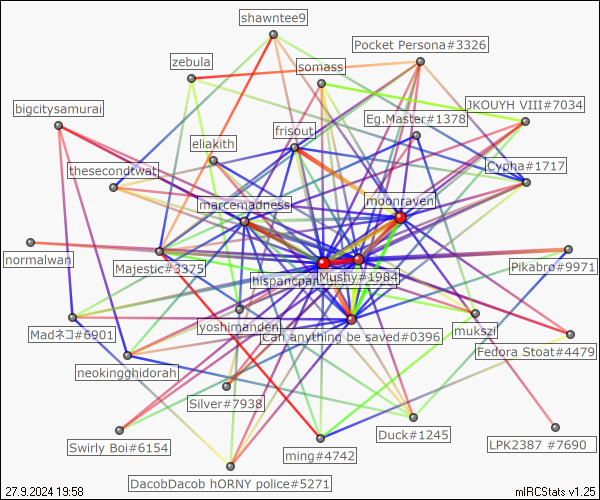 shawntee9
Pocket Persona#3326
zebula
somass
bigcitysamurai
JKOUYH VIII#7034
Eg.Master#1378
frisout
eliakith
thesecondtwat
Cypha#1717
moonraven
marcemadness
normalwan
Majestic#3375
Pikabro#9971
hispancpan
Mushy#1984
Madネコ#6901
yoshimanden
Can anything be saved#0396
mukszi
Fedora Stoat#4479
neokingghidorah
Silver#7938
Duck#1245
Swirly Boi#6154
LPK2387 #7690
ming#4742
DacobDacob hORNY police#5271
27.9.2024 19:58
mIRCStats v1.25